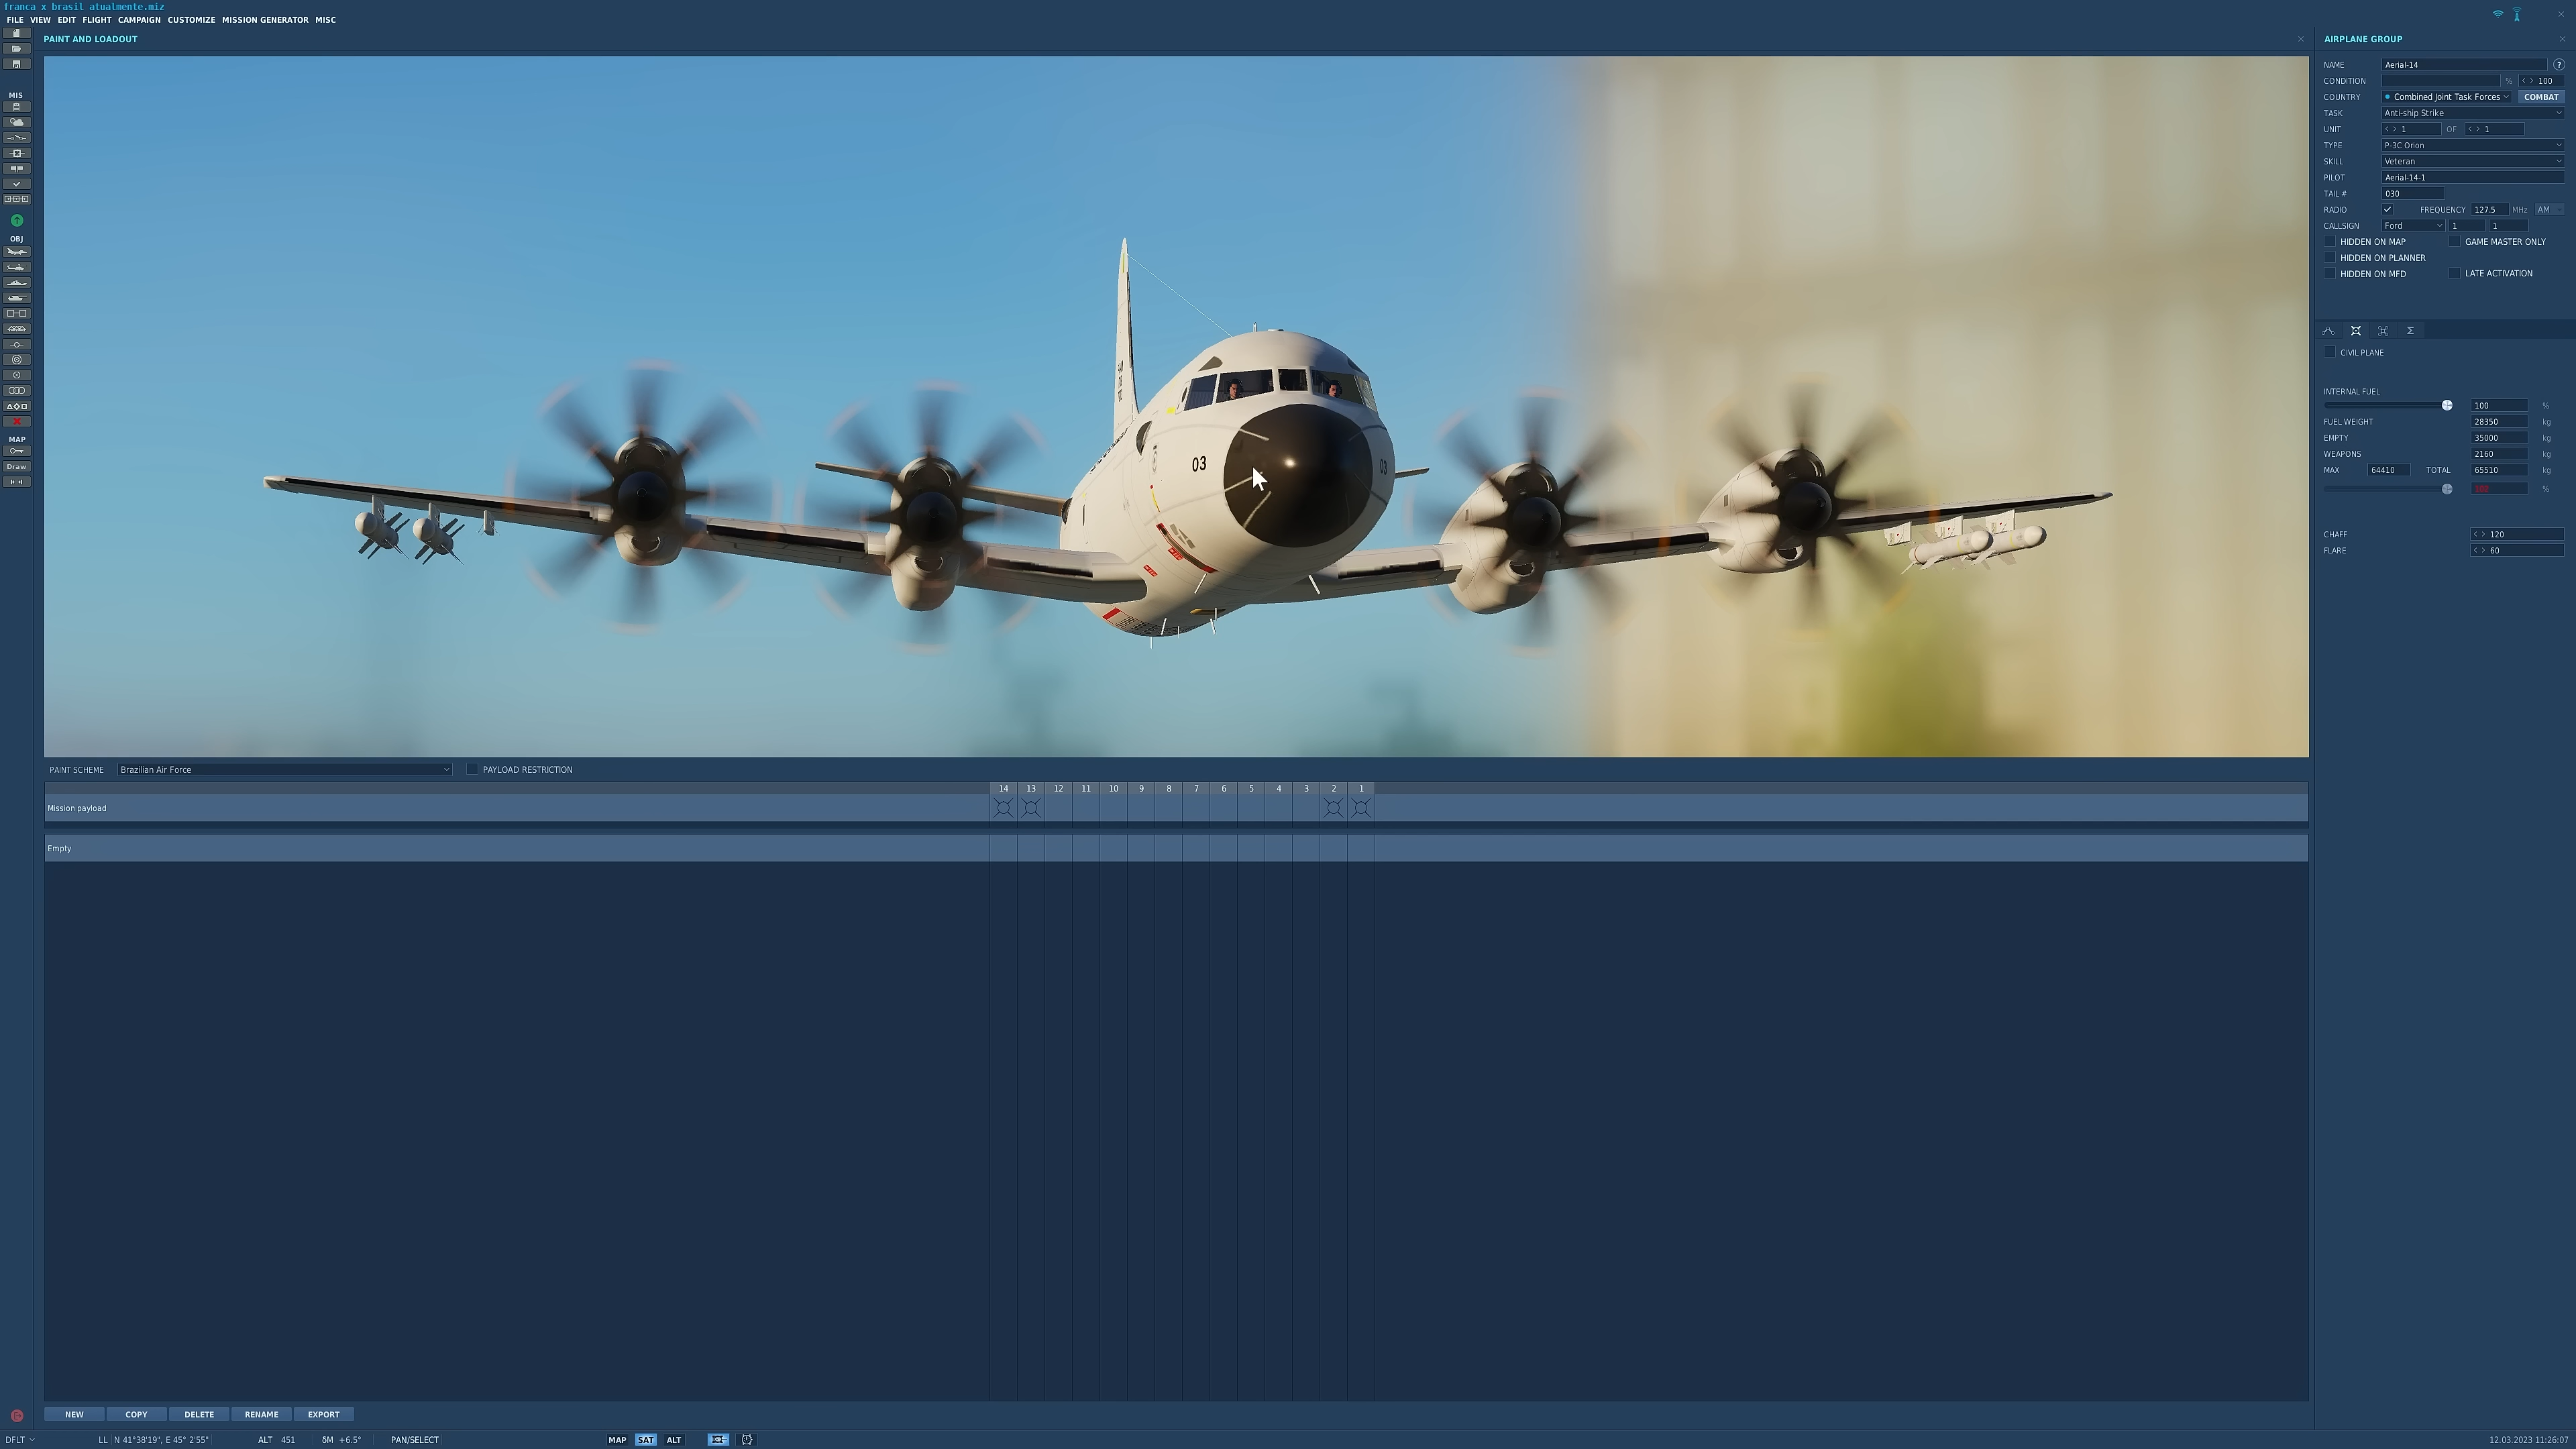 franca x brasil atualmente.miz
FILE VIEW EDIT FLIGHT CAMPAIGN CUSTOMIZE MISSION GENERATOR MISC
PAINT AND LOADOUT
03
03
PAINT SCHEME Brazilian Air Force PAYLOAD RESTRICTION
14 13 12 11 10 9 8 7 6 5 4 3 2 1
Mission payload
Empty
NEW COPY DELETE RENAME EXPORT
MIS
OBJ
MAP
Draw
AIRPLANE GROUP
NAME Aerial-14 ?
CONDITION % < > 100
COUNTRY Combined Joint Task Forces COMBAT
TASK Anti-ship Strike
UNIT < > 1 OF < > 1
TYPE P-3C Orion
SKILL Veteran
PILOT Aerial-14-1
TAIL # 030
RADIO FREQUENCY 127.5 MHz AM
CALLSIGN Ford 1 1
HIDDEN ON MAP GAME MASTER ONLY
HIDDEN ON PLANNER
HIDDEN ON MFD LATE ACTIVATION
Σ
CIVIL PLANE
INTERNAL FUEL
100 %
FUEL WEIGHT 28350 kg
EMPTY 35000 kg
WEAPONS 2160 kg
MAX 64410 TOTAL 65510 kg
%
CHAFF < > 120
FLARE < > 60
DFLT LL N 41°38'19", E 45° 2'55" ALT 451 δM +6.5° PAN/SELECT MAP SAT ALT 12.03.2023 11:26:07